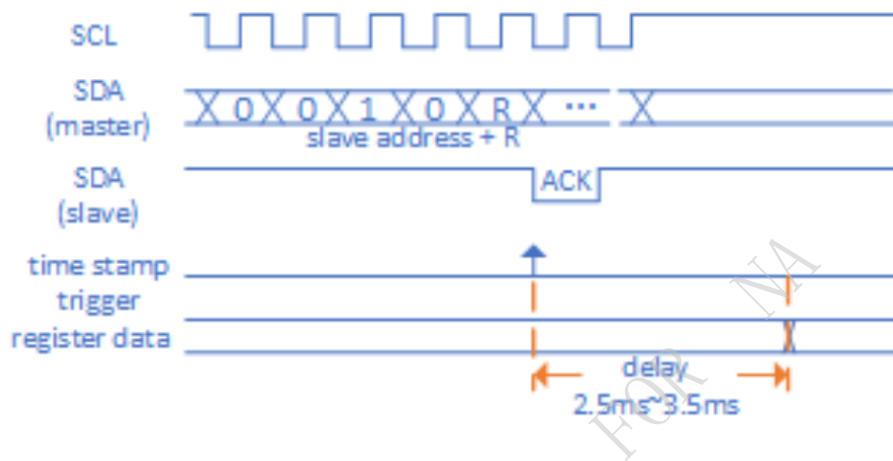 SCL
SDA
(master)
0 0 1 0 R ...
slave address + R
SDA
(slave)
ACK
time stamp
trigger
register data
delay
2.5ms~3.5ms
FOR NA